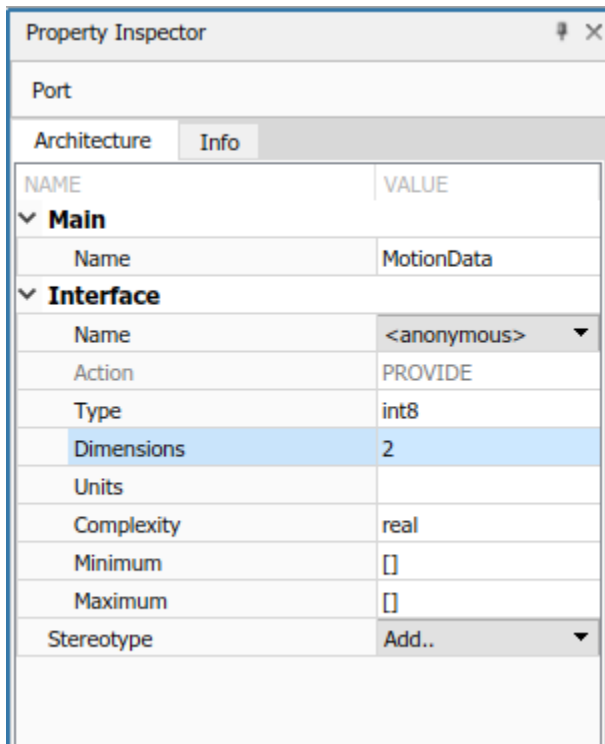 Property Inspector
Port
Architecture Info
NAME VALUE
Main
Name MotionData
Interface
Name <anonymous>
Action PROVIDE
Type int8
Dimensions 2
Units
Complexity real
Minimum []
Maximum []
Stereotype Add..